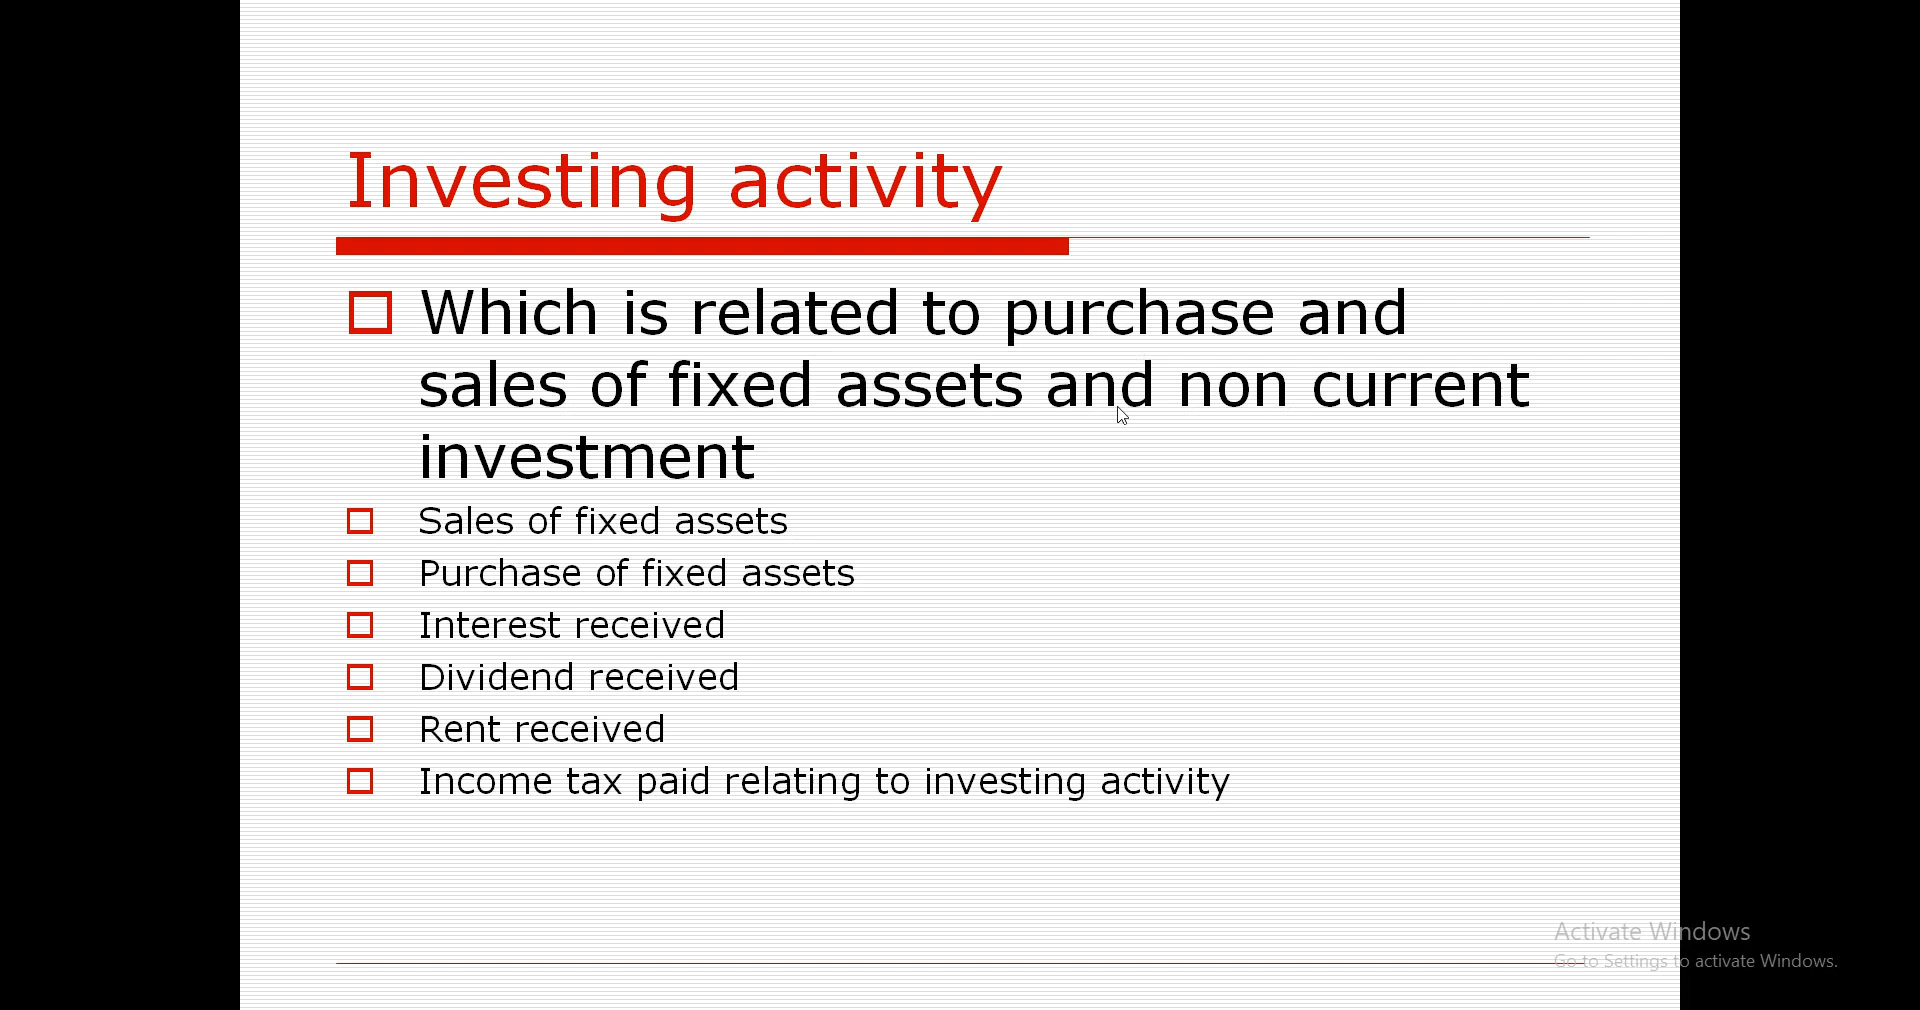 Investing activity
Which is related to purchase and
sales of fixed assets and non current
investment
Sales of fixed assets
Purchase of fixed assets
Interest received
Dividend received
Rent received
Income tax paid relating to investing activity
Activate Windows
Go to Settings to activate Windows.